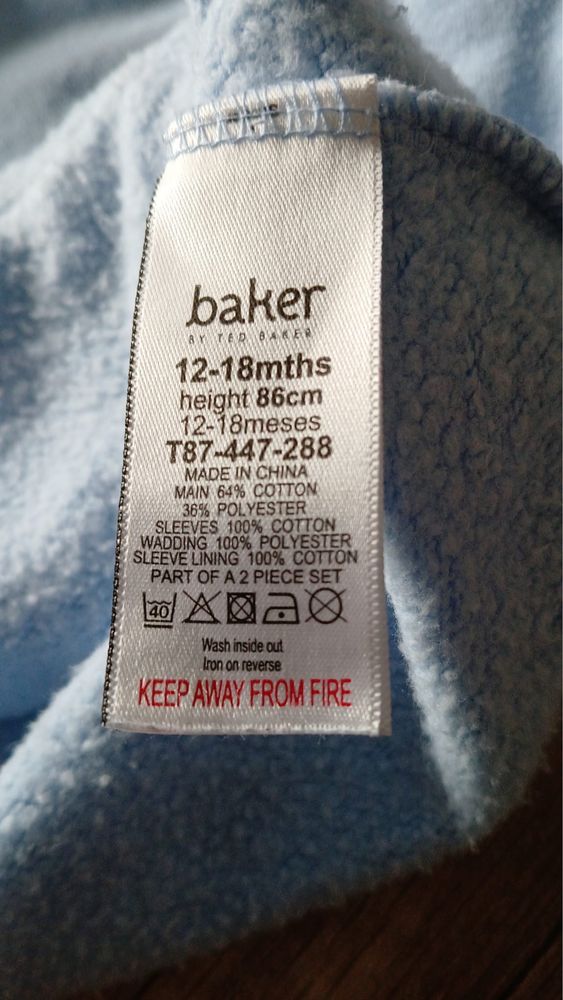 baker
BY TED BAKER
12-18mths
height 86cm
12-18meses
T87-447-288
MADE IN CHINA
MAIN 64% COTTON
36% POLYESTER
SLEEVES 100% COTTON
WADDING 100% POLYESTER
SLEEVE LINING 100% COTTON
PART OF A 2 PIECE SET
40
Wash inside out
Iron on reverse
KEEP AWAY FROM FIRE